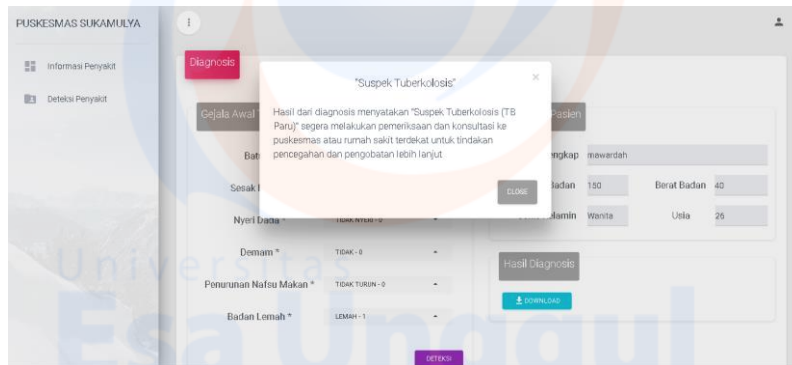 PUSKESMAS SUKAMULYA
Informasi Penyakit
Deteksi Penyakit
Diagnosis
"Suspek Tuberkolosis"
×
Hasil dari diagnosis menyatakan "Suspek Tuberkolosis (TB
Paru)" segera melakukan pemeriksaan dan konsultasi ke
puskesmas atau rumah sakit terdekat untuk tindakan
pencegahan dan pengobatan lebih lanjut
CLOSE
Gejala Awal
Sesak
Nyeri Dada * TIDAK NYERI - 0
Demam * TIDAK - 0
Penurunan Nafsu Makan * TIDAK TURUN - 0
Badan Lemah * LEMAH - 1
DETEKSI
Pasien
mawardah
Badan 150 Berat Badan 40
Wanita Usia 26
Hasil Diagnosis
DOWNLOAD
Universitas
Esa Unggul